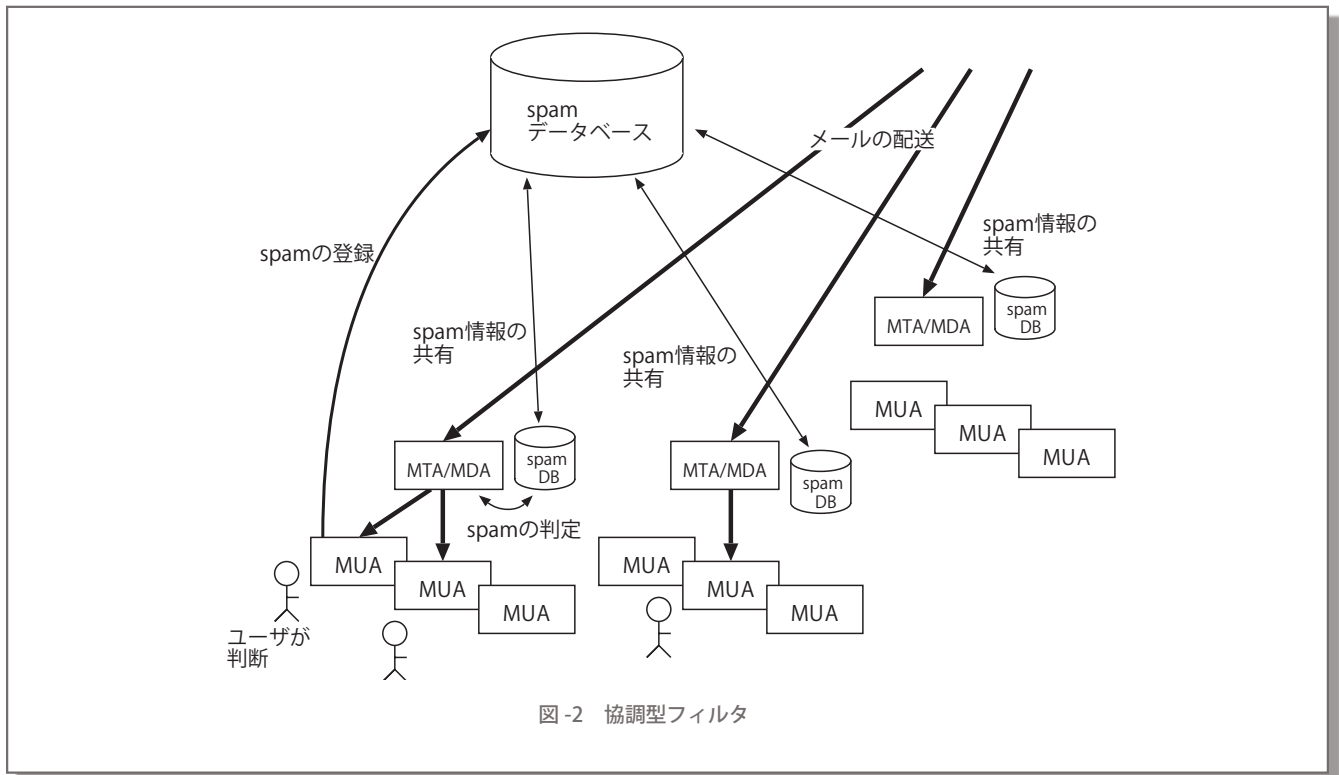 spam
データベース
メールの配送
spamの登録
spam情報の
共有
spam
DB
MTA/MDA
spam情報の
共有
spam情報の
共有
MUA
MUA
MUA
MTA/MDA
spam
DB
MTA/MDA
spam
DB
spamの判定
MUA
MUA
MUA
MUA
MUA
MUA
ユーザが
判断
図-2 協調型フィルタ